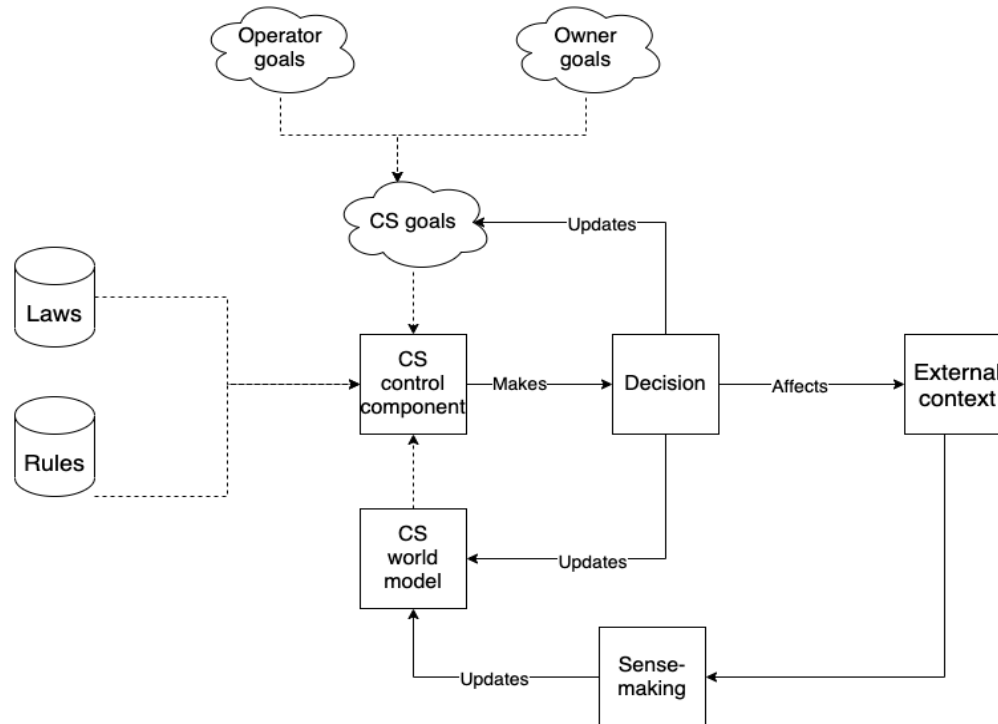 Operator
goals
Owner
goals
CS goals
Updates
Laws
CS
control
component
Makes
Decision
Affects
External
context
Rules
CS
world
model
Updates
Updates
Sense-
making